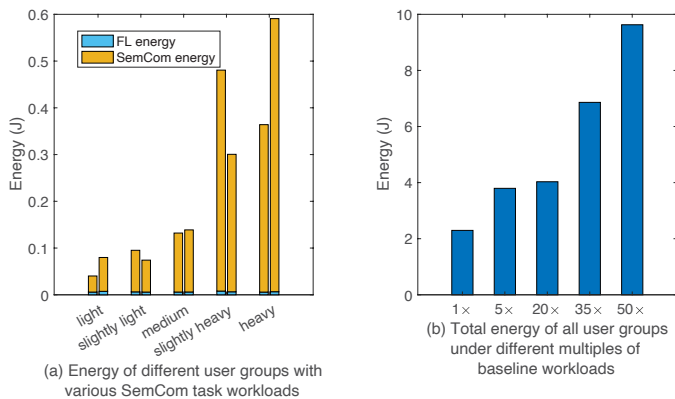 0.6
0.5
0.4
0.3
0.2
0.1
0
Energy (J)
FL energy
SemCom energy
light
slightly light
medium
slightly heavy
heavy
(a) Energy of different user groups with
various SemCom task workloads
10
8
6
4
2
0
Energy (J)
1× 5× 20× 35× 50×
(b) Total energy of all user groups
under different multiples of
baseline workloads